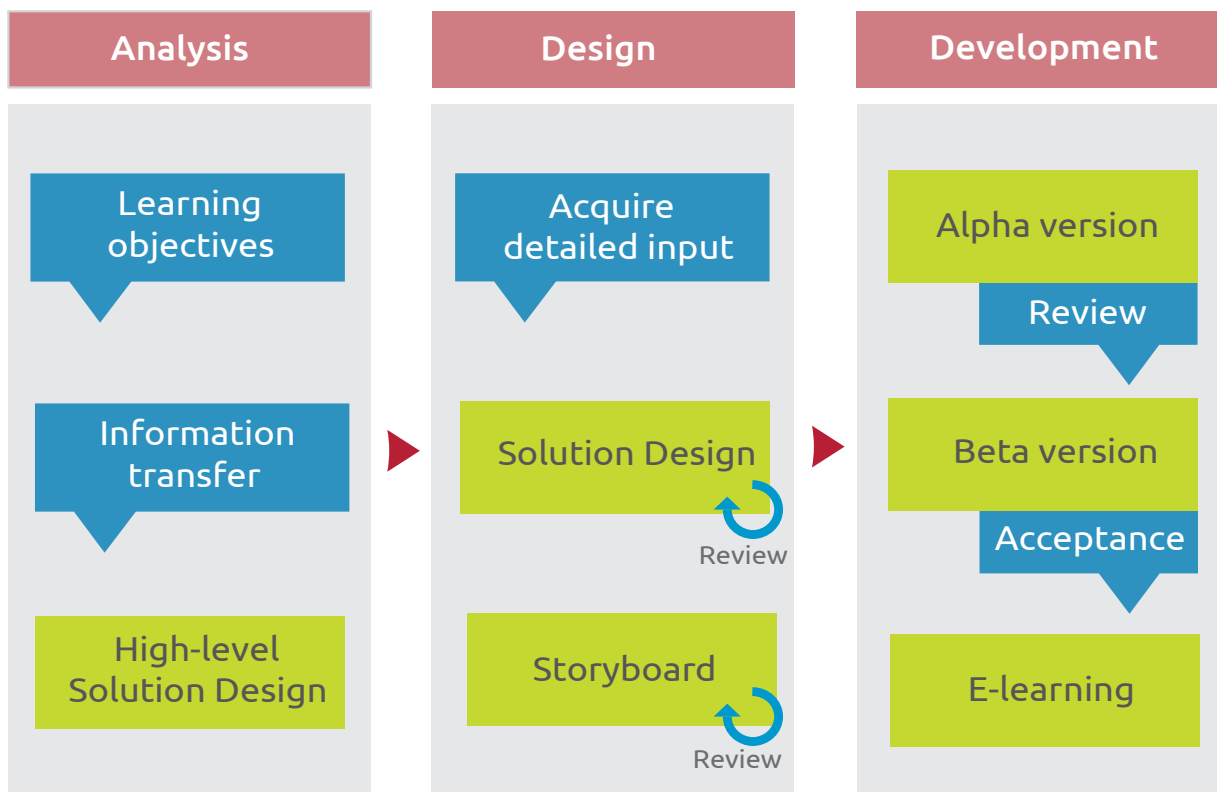 Analysis
Learning
objectives
Information
transfer
High-level
Solution Design
Design
Acquire
detailed input
Solution Design
Review
Storyboard
Review
Development
Alpha version
Review
Beta version
Acceptance
E-learning